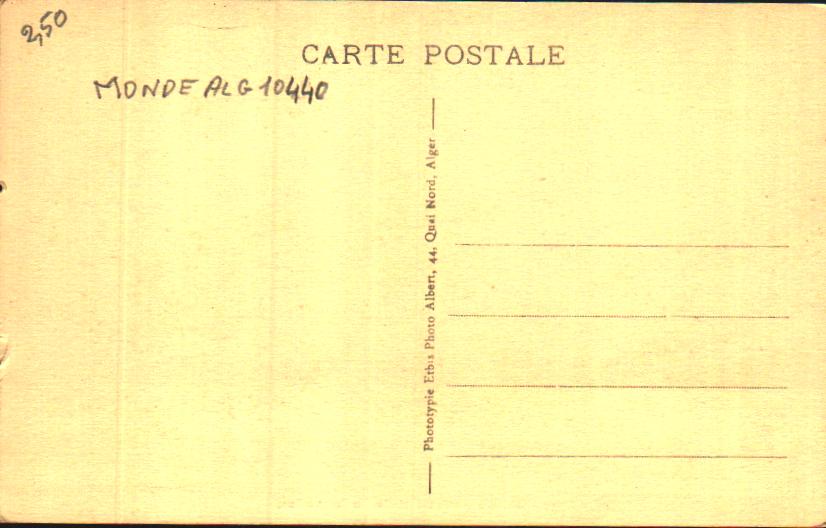 2,50
CARTE POSTALE
MONDE ALG 10440
Phototypie Etbis Photo Albert, 44, Quai Nord, Alger